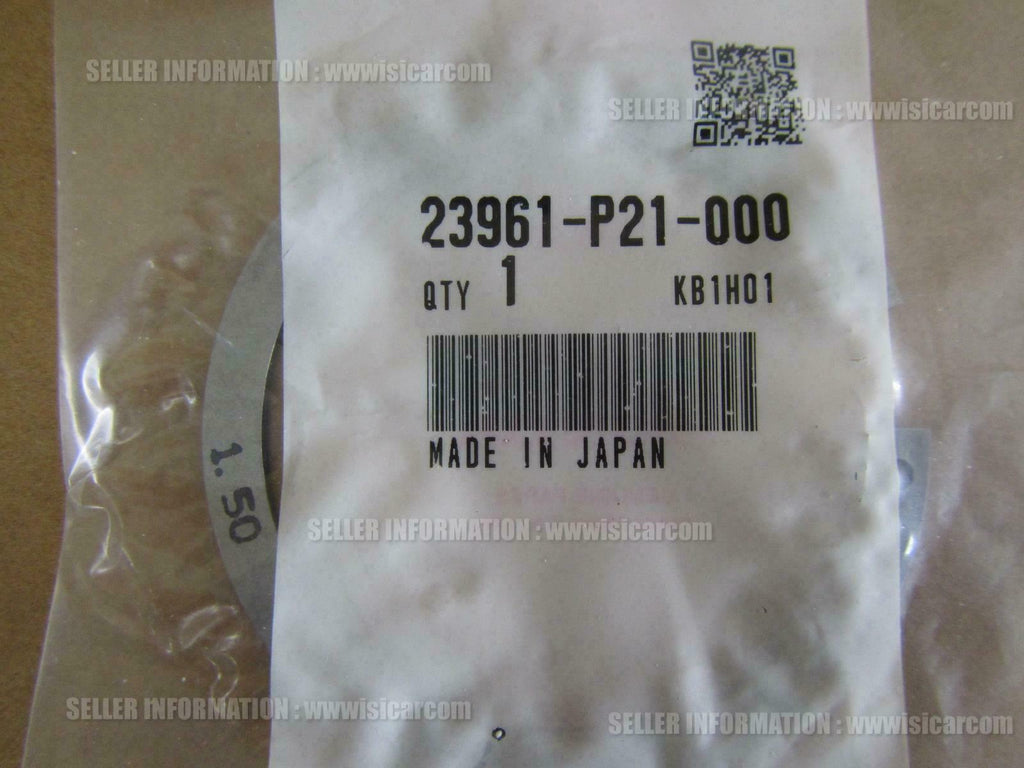 SELLER INFORMATION : wwwisicarcom
SELLER INFORMATION : wwwisicarcom
23961-P21-000
QTY 1 KB1H01
MADE IN JAPAN
1.50
SELLER INFORMATION : wwwisicarcom
SELLER INFORMATION : wwwisicarcom
SELLER INFORMATION : wwwisicarcom